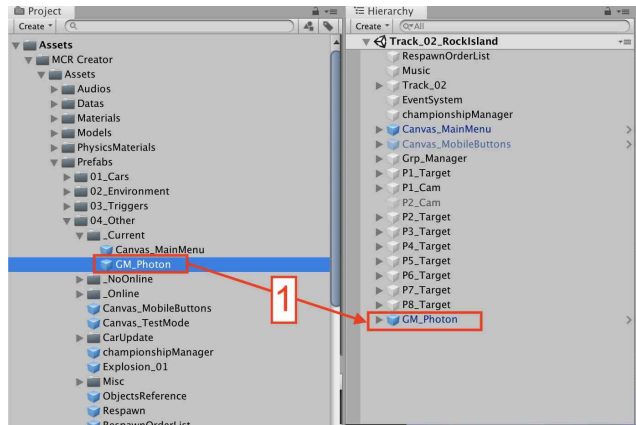 Project
Create
Assets
MCR Creator
Assets
Audios
Datas
Materials
Models
PhysicsMaterials
Prefabs
01_Cars
02_Environment
03_Triggers
04_Other
_Current
Canvas_MainMenu
GM_Photon
_NoOnline
_Online
Canvas_MobileButtons
Canvas_TestMode
CarUpdate
championshipManager
Explosion_01
Misc
ObjectsReference
Respawn
RespawnOrderList
1
Hierarchy
Create All
Track_02_RockIsland
RespawnOrderList
Music
Track_02
EventSystem
championshipManager
Canvas_MainMenu
Canvas_MobileButtons
Grp_Manager
P1_Target
P1_Cam
P2_Cam
P2_Target
P3_Target
P4_Target
P5_Target
P6_Target
P7_Target
P8_Target
GM_Photon